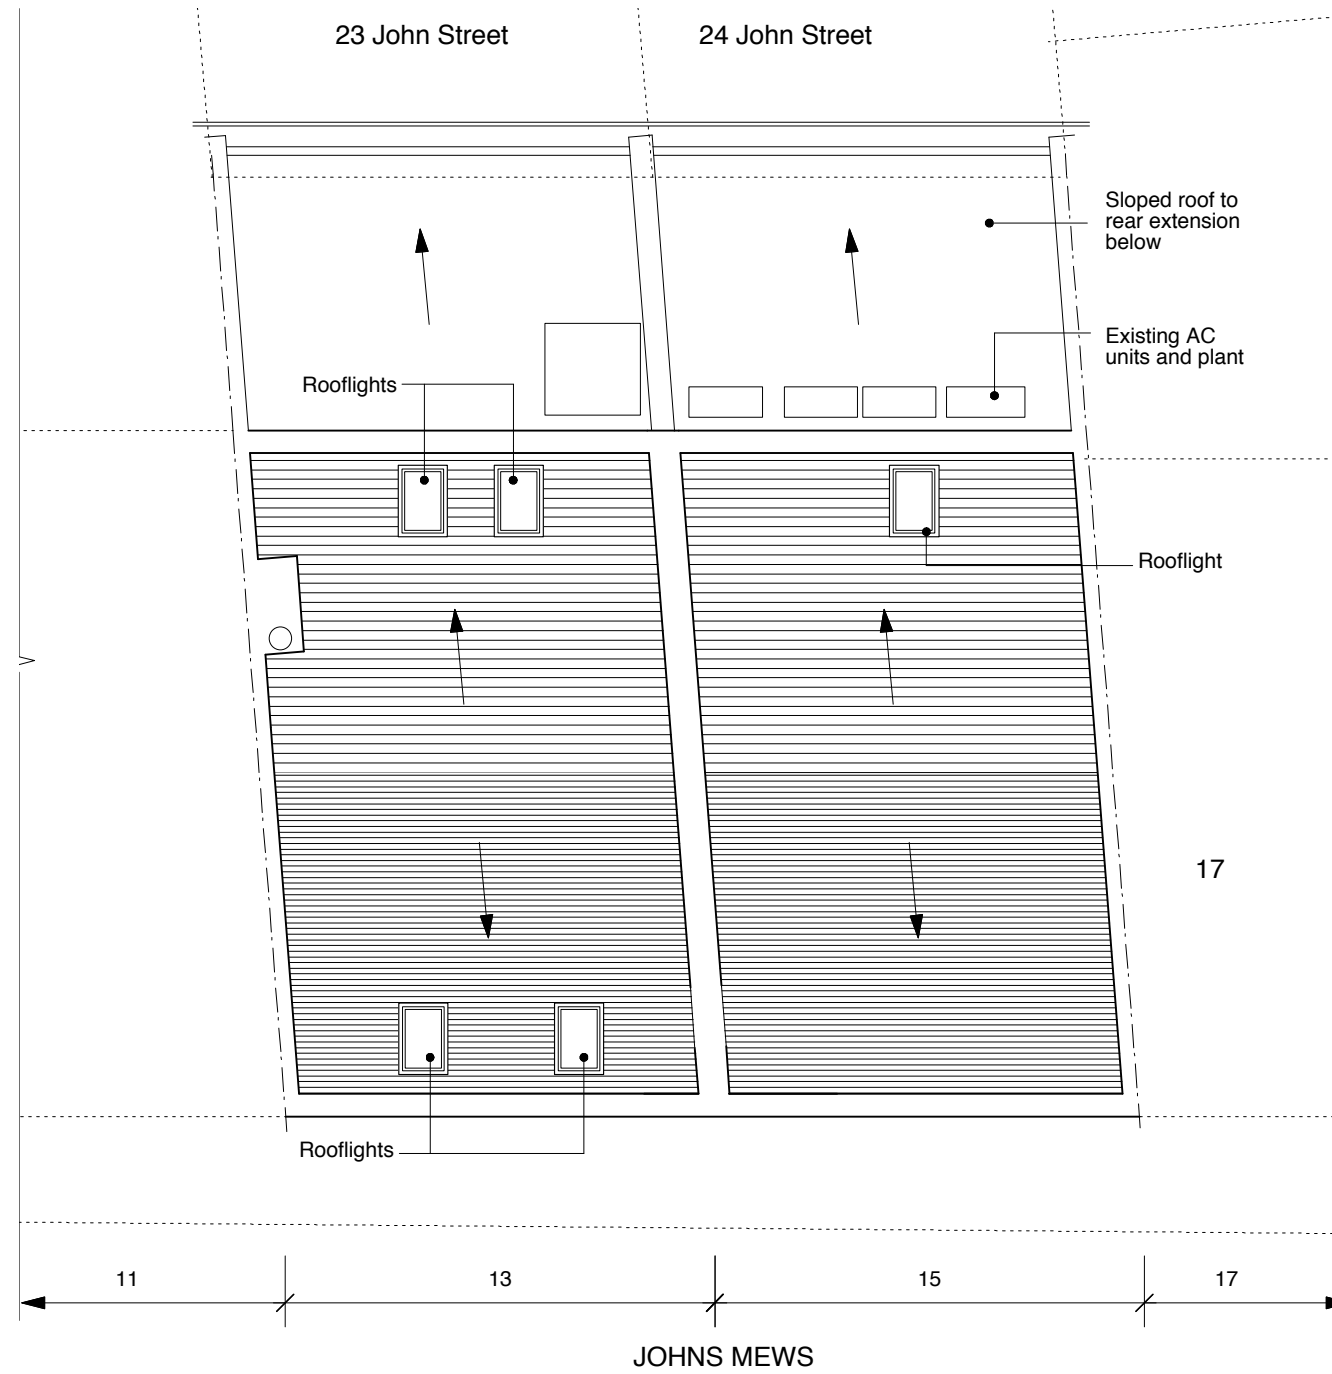 23 John Street
24 John Street
Sloped roof to
rear extension
below
Existing AC
units and plant
Rooflights
Rooflight
17
Rooflights
11
13
15
17
JOHNS MEWS